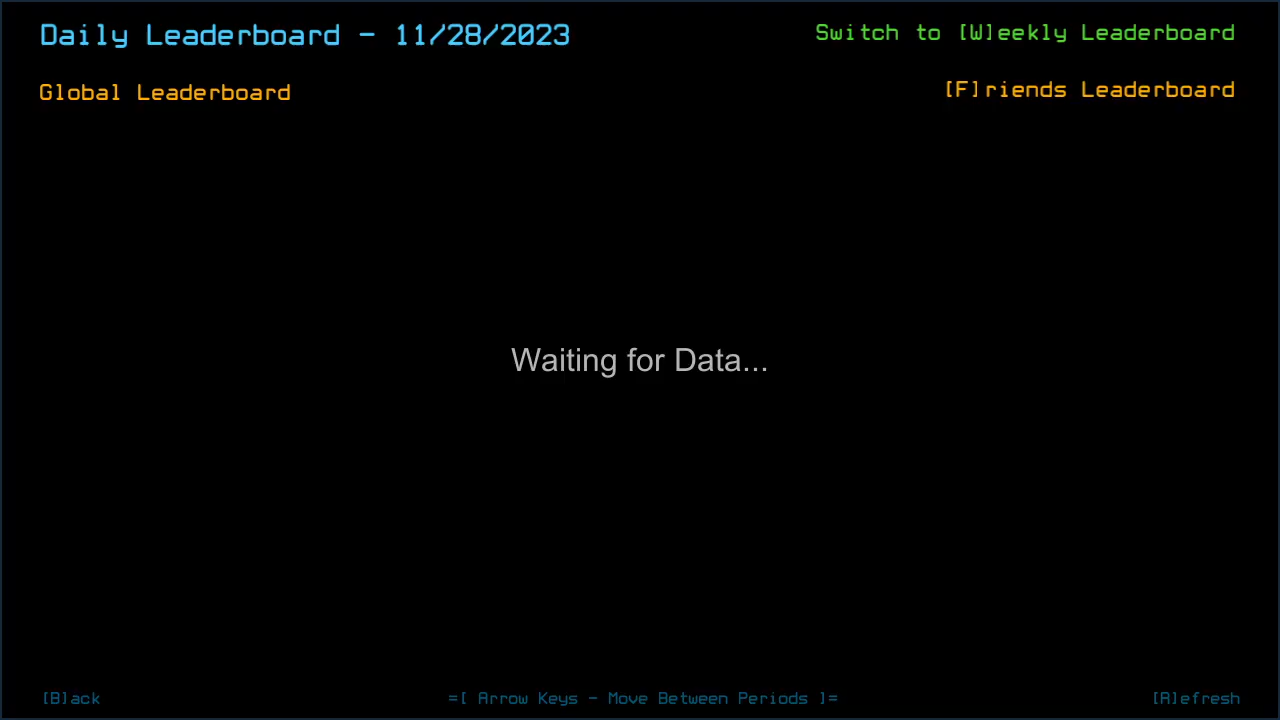 Daily Leaderboard - 11/28/2023
Switch to [W]eekly Leaderboard
Global Leaderboard
[F]riends Leaderboard
Waiting for Data...
[B]ack
=[ Arrow Keys - Move Between Periods ]=
[R]efresh